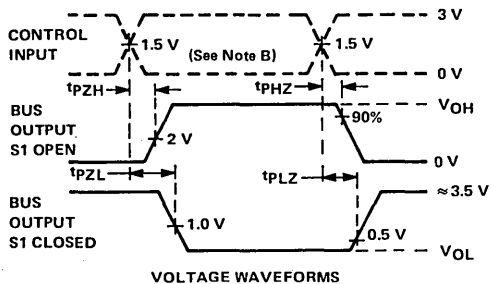 3 V
CONTROL
INPUT
1.5 V
(See Note B)
1.5 V
0 V
tPZH
tPHZ
BUS
OUTPUT
S1 OPEN
VOH
90%
2 V
0 V
tPZL
tPLZ
≈3.5 V
BUS
OUTPUT
S1 CLOSED
1.0 V
0.5 V
VOL
VOLTAGE WAVEFORMS